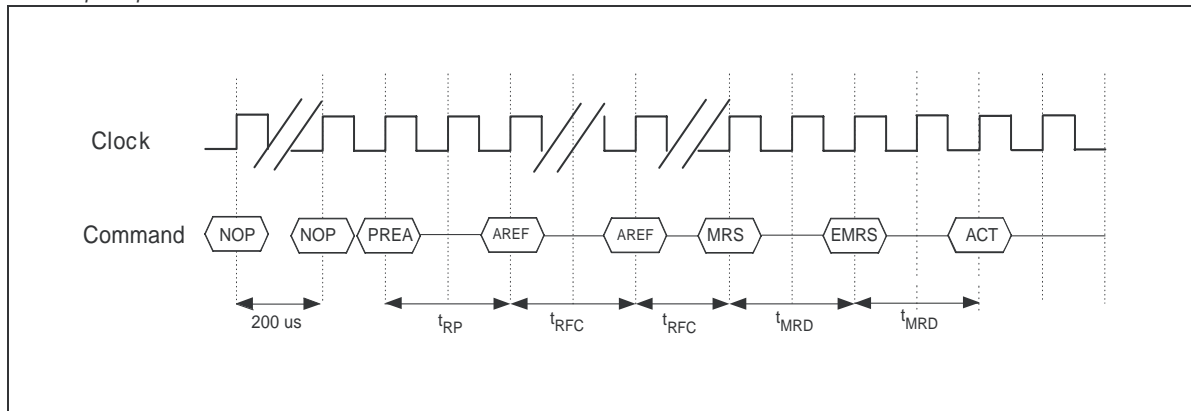 Clock
Command NOP NOP PREA AREF AREF MRS EMRS ACT
200 us tRP tRFC tRFC tMRD tMRD